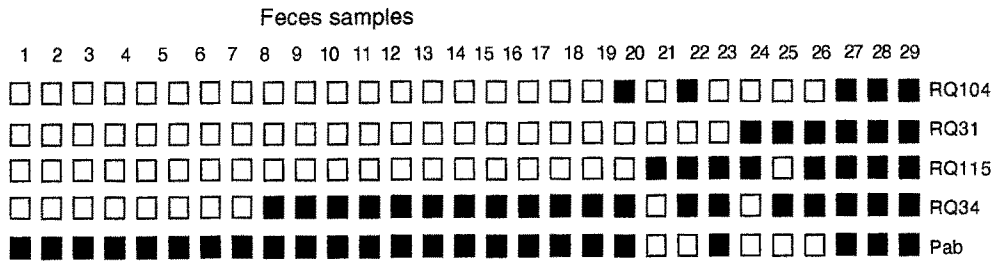 Feces samples
1 2 3 4 5 6 7 8 9 10 11 12 13 14 15 16 17 18 19 20 21 22 23 24 25 26 27 28 29
RQ104
RQ31
RQ115
RQ34
Pab